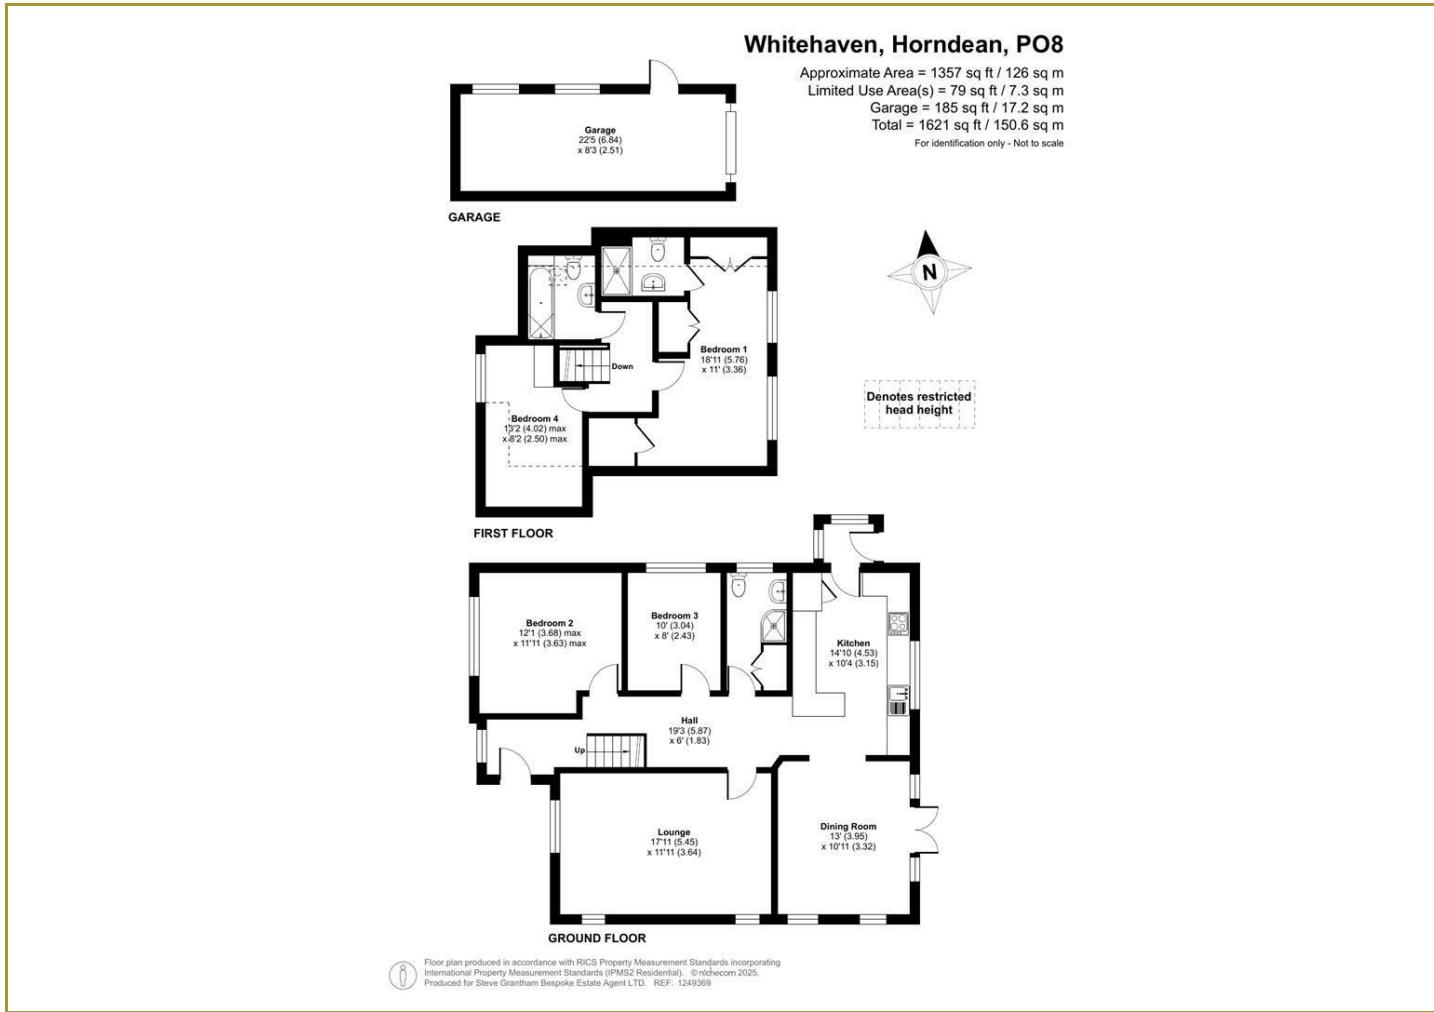 Whitehaven, Horndean, PO8
Approximate Area = 1357 sq ft / 126 sq m
Limited Use Area(s) = 79 sq ft / 7.3 sq m
Garage = 185 sq ft / 17.2 sq m
Total = 1621 sq ft / 150.6 sq m
For identification only - Not to scale
Garage
22'5 (6.84)
x 8'3 (2.51)
GARAGE
N
Bedroom 1
18'11 (5.76)
x 11' (3.36)
Down
Bedroom 4
13'2 (4.02) max
x 8'2 (2.50) max
Denotes restricted
head height
FIRST FLOOR
Bedroom 2
12'1 (3.68) max
x 11'11 (3.63) max
Bedroom 3
10' (3.04)
x 8' (2.43)
Kitchen
14'10 (4.53)
x 10'4 (3.15)
Hall
19'3 (5.87)
x 6' (1.83)
Up
Lounge
17'11 (5.45)
x 11'11 (3.64)
Dining Room
13' (3.95)
x 10'11 (3.32)
GROUND FLOOR
Floor plan produced in accordance with RICS Property Measurement Standards incorporating
International Property Measurement Standards (IPMS2 Residential). © nichecom 2025.
Produced for Steve Grantham Bespoke Estate Agent LTD. REF: 1249369